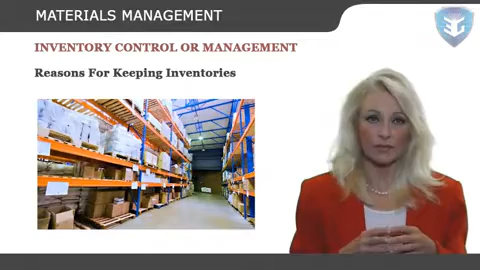 MATERIALS MANAGEMENT
INVENTORY CONTROL OR MANAGEMENT
Reasons For Keeping Inventories